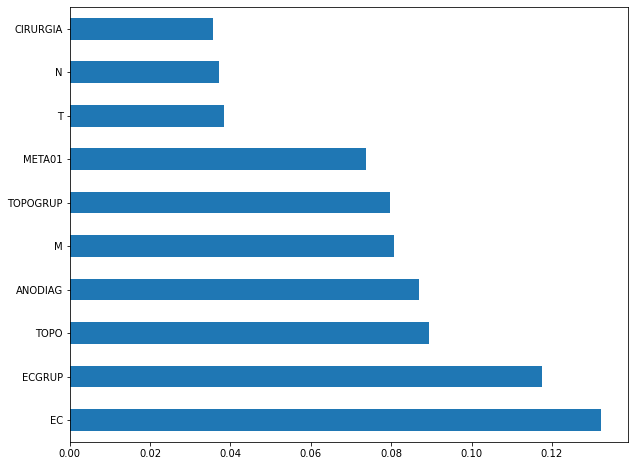 CIRURGIA
N
T
META01
TOPOGRUP
M
ANODIAG
TOPO
ECGRUP
EC
0.00 0.02 0.04 0.06 0.08 0.10 0.12